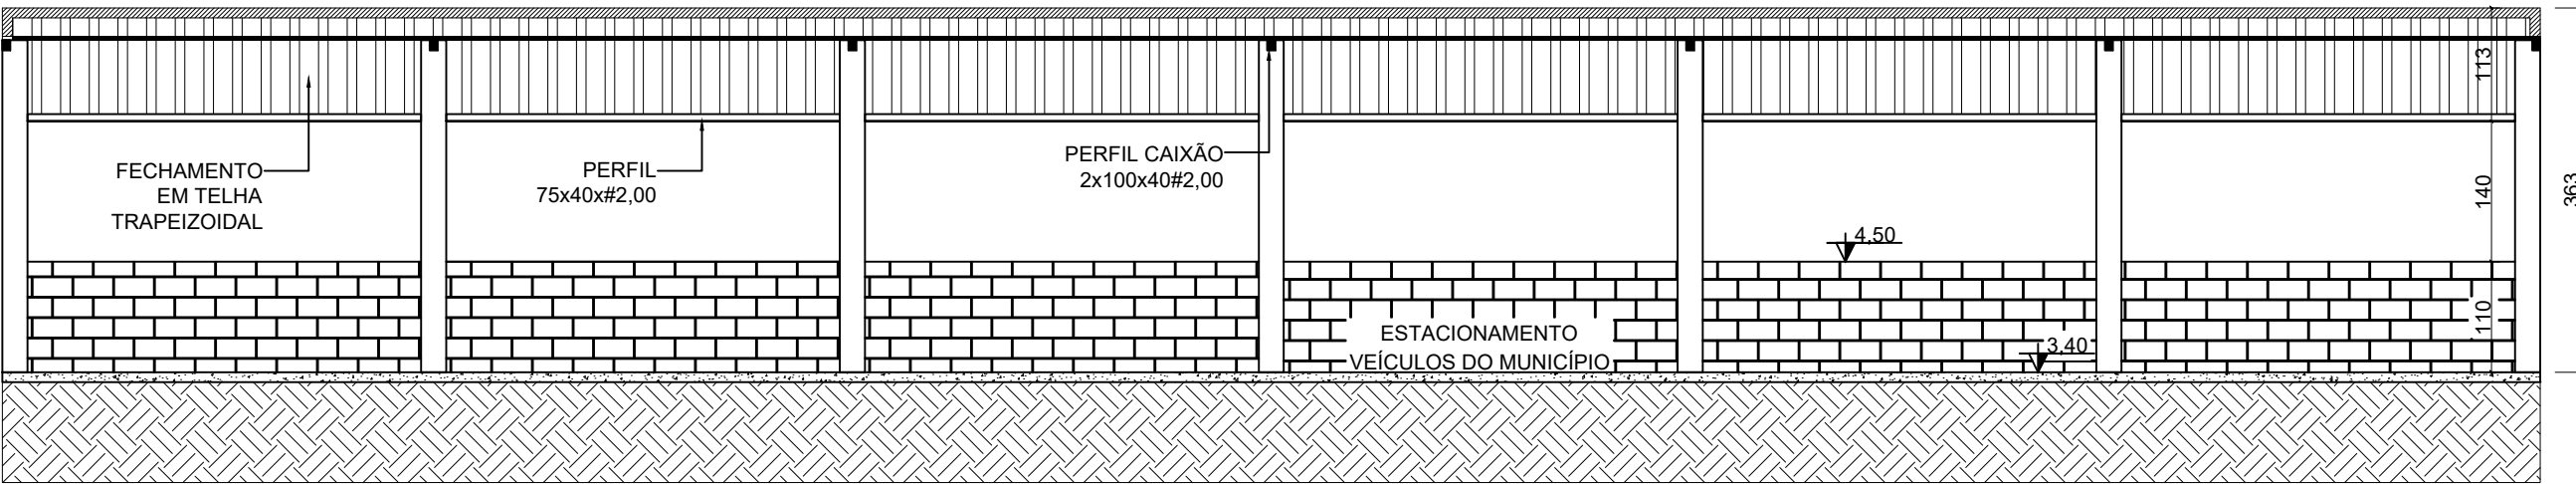 113
FECHAMENTO
EM TELHA
TRAPEIZOIDAL
PERFIL
75x40x#2,00
PERFIL CAIXÃO
2x100x40#2,00
140
363
4,50
110
ESTACIONAMENTO
VEÍCULOS DO MUNICÍPIO
3,40